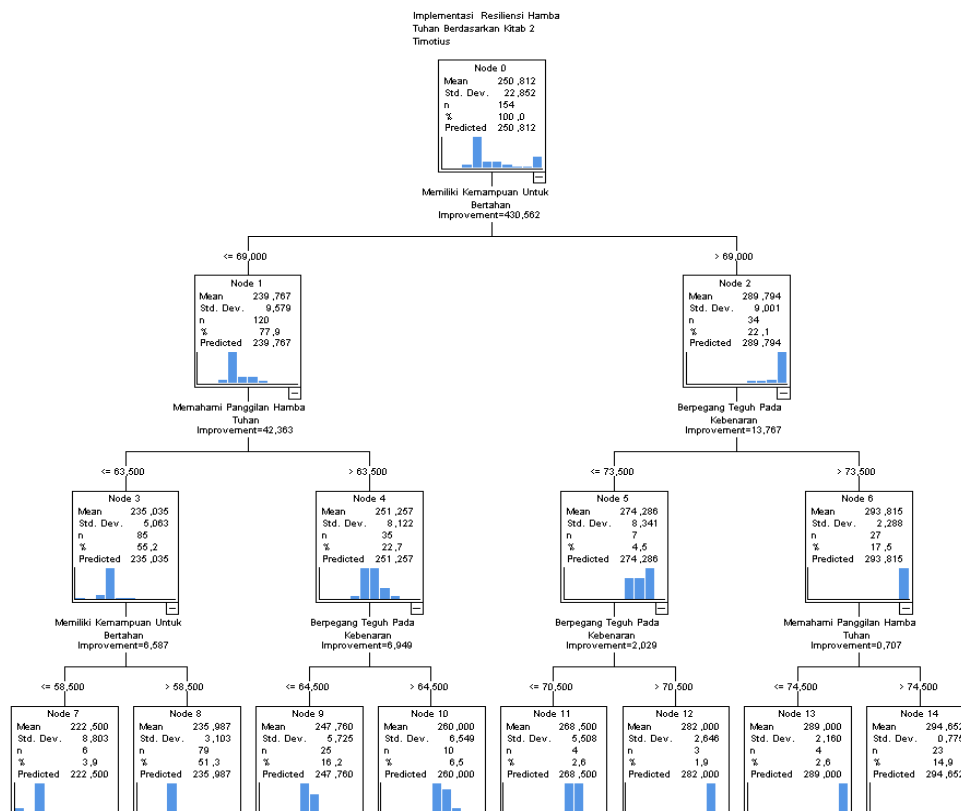 Implementasi Resiliensi Hamba
Tuhan Berdasarkan Kitab 2
Timotius
Node 0
Mean 250,812
Std. Dev. 22,852
n 154
% 100,0
Predicted 250,812
Memiliki Kemampuan Untuk
Bertahan
Improvement=430,562
<= 69,000
> 69,000
Node 1
Mean 239,767
Std. Dev. 9,579
n 120
% 77,9
Predicted 239,767
Node 2
Mean 289,794
Std. Dev. 9,001
n 34
% 22,1
Predicted 289,794
Memahami Panggilan Hamba
Tuhan
Improvement=42,363
Berpegang Teguh Pada
Kebenaran
Improvement=13,767
<= 63,500
> 63,500
<= 73,500
> 73,500
Node 3
Mean 235,035
Std. Dev. 5,063
n 85
% 55,2
Predicted 235,035
Node 4
Mean 251,257
Std. Dev. 8,122
n 35
% 22,7
Predicted 251,257
Node 5
Mean 274,286
Std. Dev. 8,341
n 7
% 4,5
Predicted 274,286
Node 6
Mean 293,815
Std. Dev. 2,288
n 27
% 17,5
Predicted 293,815
Memiliki Kemampuan Untuk
Bertahan
Improvement=6,587
Berpegang Teguh Pada
Kebenaran
Improvement=6,949
Berpegang Teguh Pada
Kebenaran
Improvement=2,029
Memahami Panggilan Hamba
Tuhan
Improvement=0,707
<= 58,500
> 58,500
<= 64,500
> 64,500
<= 70,500
> 70,500
<= 74,500
> 74,500
Node 7
Mean 222,500
Std. Dev. 8,803
n 6
% 3,9
Predicted 222,500
Node 8
Mean 235,987
Std. Dev. 3,103
n 79
% 51,3
Predicted 235,987
Node 9
Mean 247,760
Std. Dev. 5,725
n 25
% 16,2
Predicted 247,760
Node 10
Mean 260,000
Std. Dev. 6,549
n 10
% 6,5
Predicted 260,000
Node 11
Mean 268,500
Std. Dev. 5,508
n 4
% 2,6
Predicted 268,500
Node 12
Mean 282,000
Std. Dev. 2,646
n 3
% 1,9
Predicted 282,000
Node 13
Mean 289,000
Std. Dev. 2,160
n 4
% 2,6
Predicted 289,000
Node 14
Mean 294,652
Std. Dev. 0,775
n 23
% 14,9
Predicted 294,652